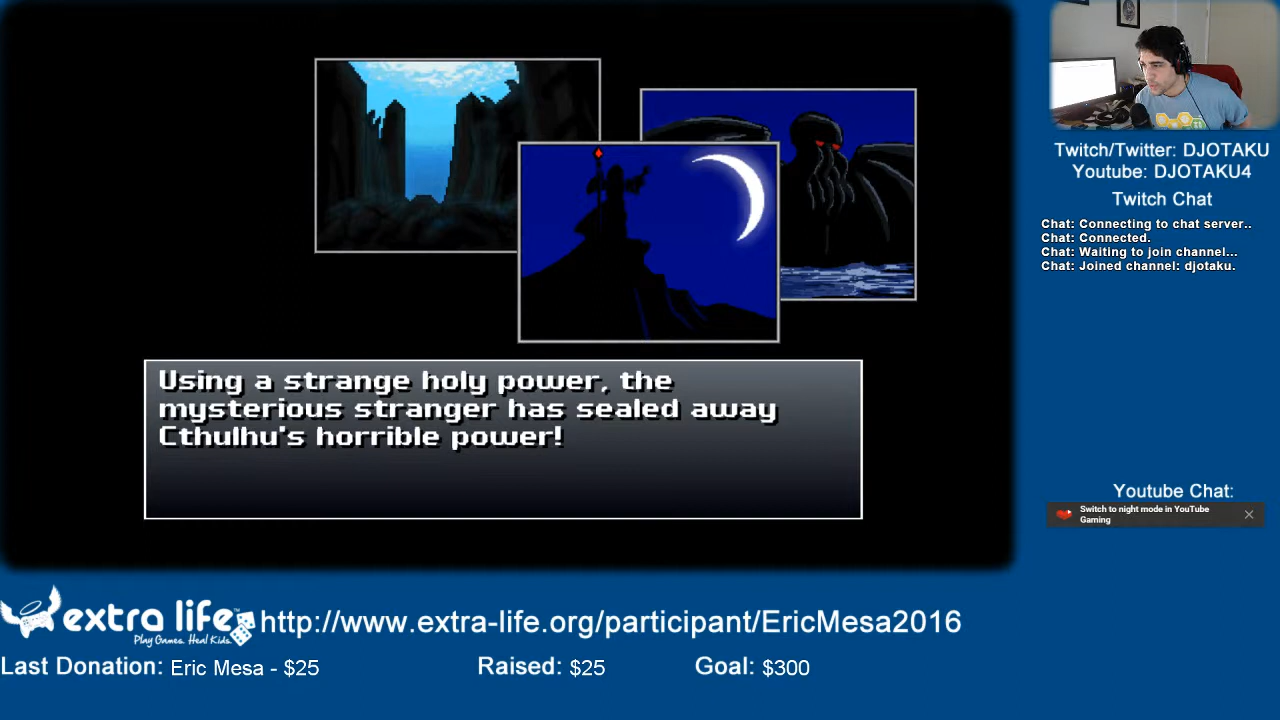 Using a strange holy power, the
mysterious stranger has sealed away
Cthulhu's horrible power!
Twitch/Twitter: DJOTAKU
Youtube: DJOTAKU4
Twitch Chat
Chat: Connecting to chat server..
Chat: Connected.
Chat: Waiting to join channel...
Chat: Joined channel: djotaku.
Youtube Chat:
Switch to night mode in YouTube
Gaming
extra life
Play Games. Heal Kids.
http://www.extra-life.org/participant/EricMesa2016
Last Donation: Eric Mesa - $25 Raised: $25 Goal: $300